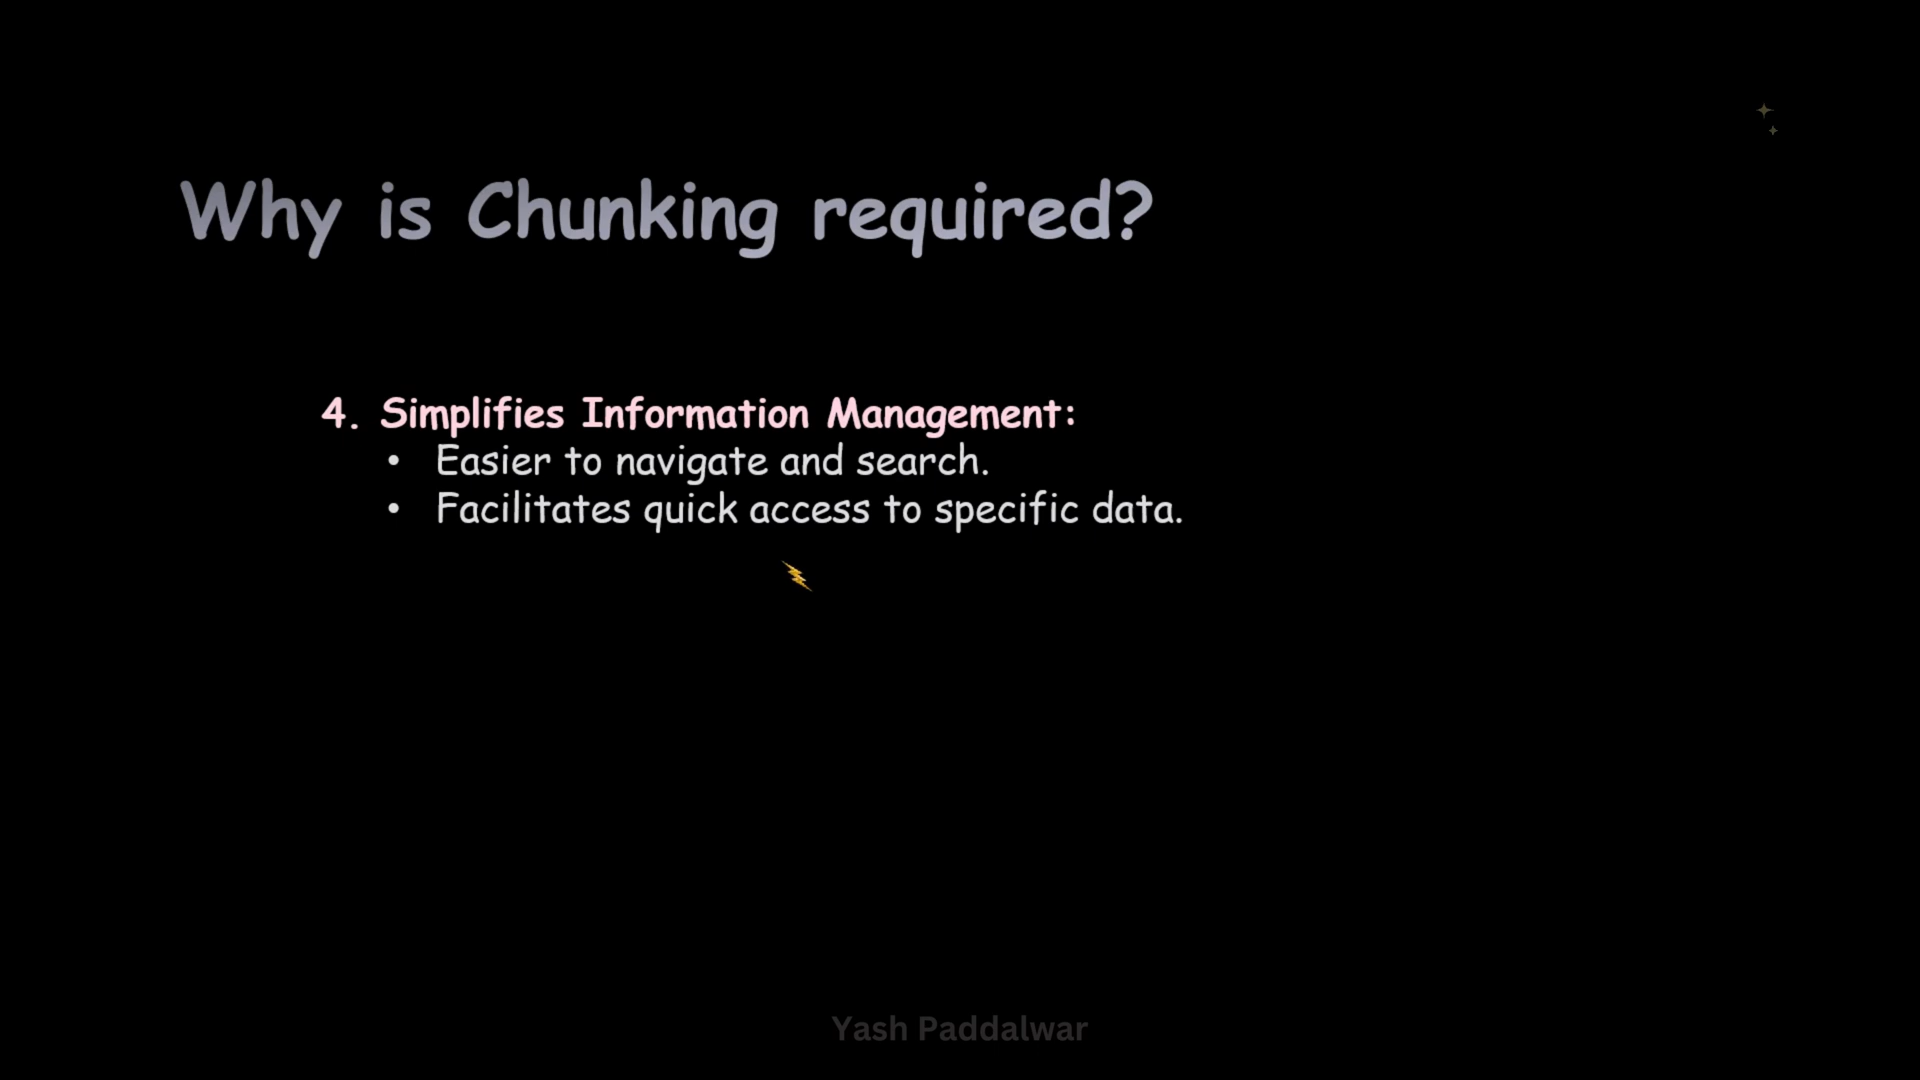 Why is Chunking required?
4. Simplifies Information Management:
• Easier to navigate and search.
• Facilitates quick access to specific data.
Yash Paddalwar